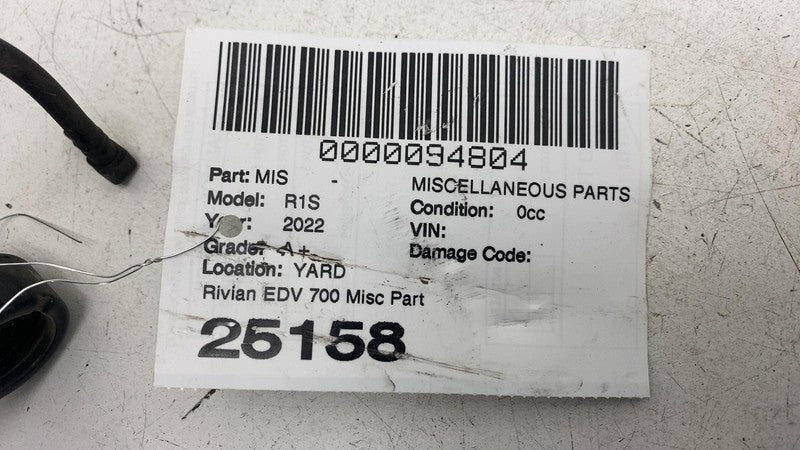 0000094804
Part: MIS - MISCELLANEOUS PARTS
Model: R1S Condition: 0cc
Year: 2022 VIN:
Grade: A+ Damage Code:
Location: YARD
Rivian EDV 700 Misc Part
25158